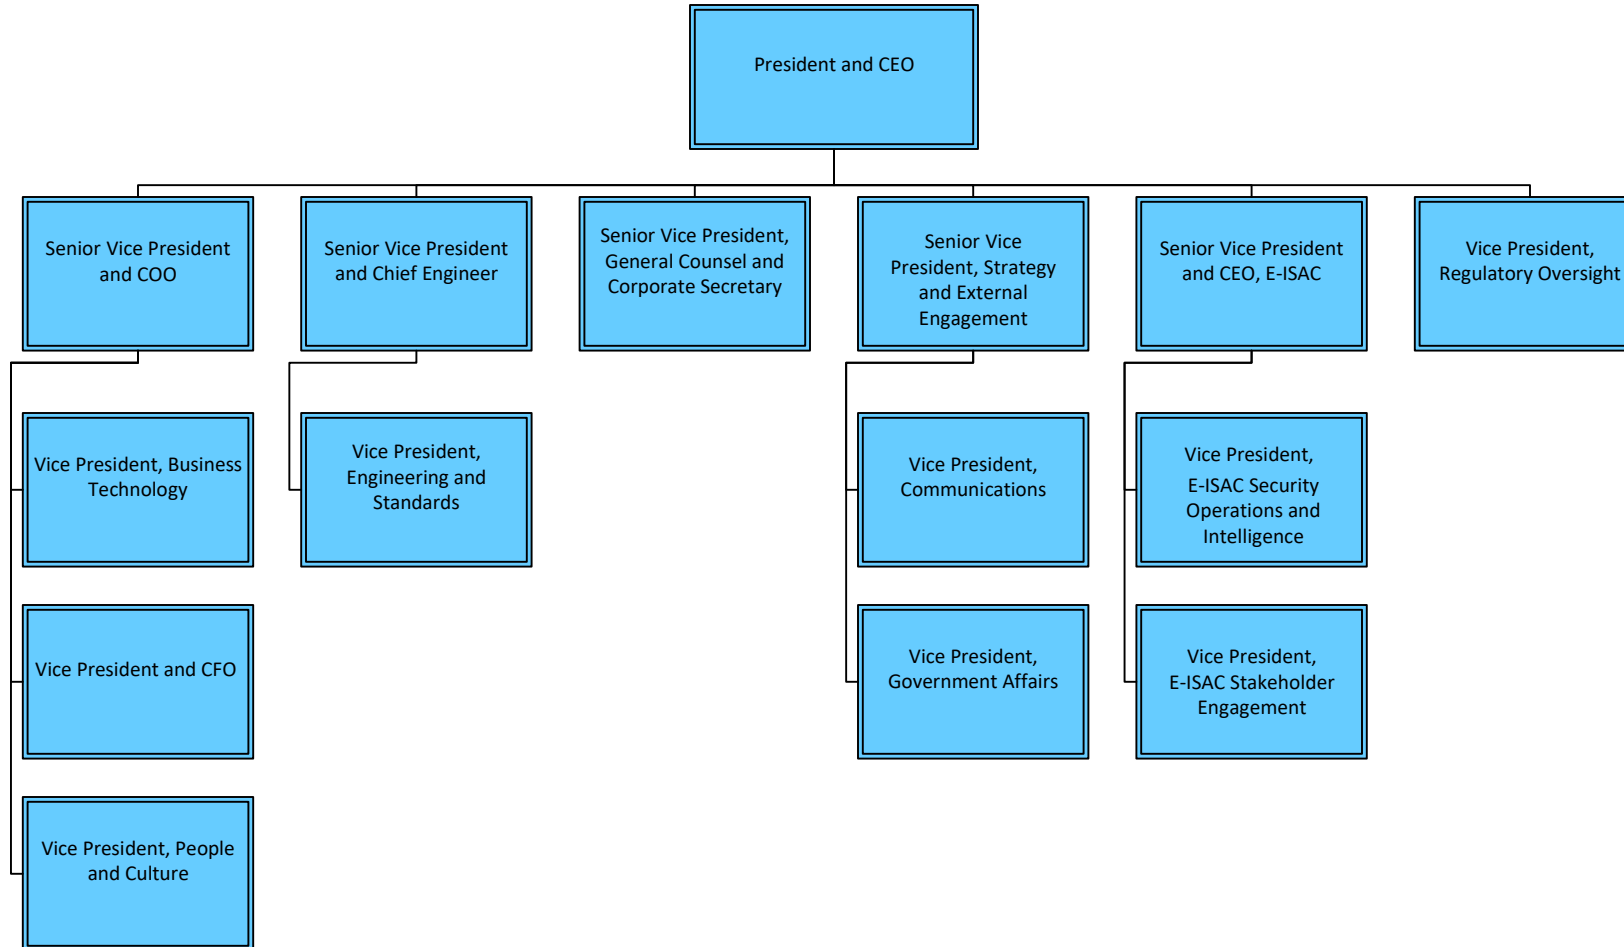 President and CEO
Senior Vice President
and COO
Senior Vice President
and Chief Engineer
Senior Vice President,
General Counsel and
Corporate Secretary
Senior Vice
President, Strategy
and External
Engagement
Senior Vice President
and CEO, E-ISAC
Vice President,
Regulatory Oversight
Vice President, Business
Technology
Vice President,
Engineering and
Standards
Vice President,
Communications
Vice President,
E-ISAC Security
Operations and
Intelligence
Vice President and CFO
Vice President,
Government Affairs
Vice President,
E-ISAC Stakeholder
Engagement
Vice President, People
and Culture